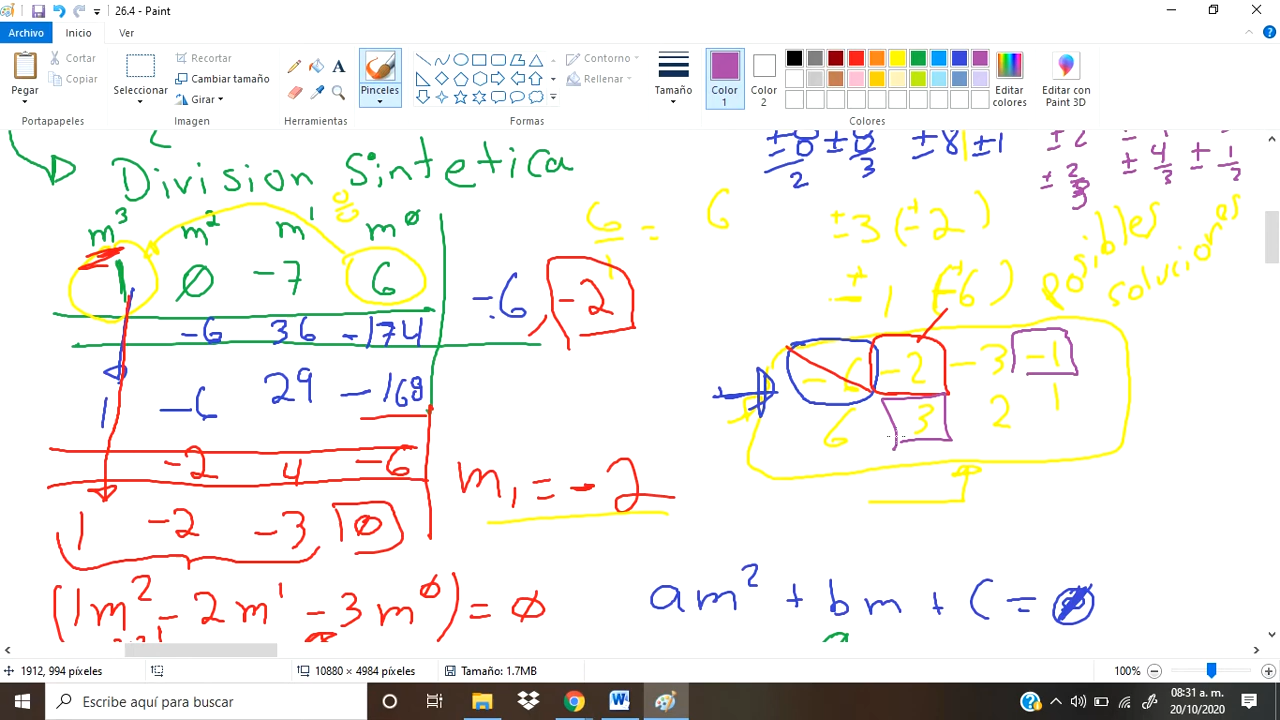 26.4 - Paint
Archivo Inicio Ver
Pegar
Cortar
Copiar
Portapapeles
Seleccionar
Recortar
Cambiar tamaño
Girar
Imagen
Herramientas
Pinceles
Formas
Contorno
Rellenar
Tamaño
Color 1
Color 2
Colores
Editar colores
Editar con Paint 3D
Division Sintetica
m³ m² m¹ m⁰
1 0 -7 6
-6 36 -174
1 -6 29 -168
-2 4 -6
1 -2 -3 0
-6, -2
m₁ = -2
(1m² - 2m¹ - 3m⁰) = 0
6/1 = 6
±3 (±2)
± 1 (±6)
posibles soluciones
-6 -2 -3 -1
6 3 2 1
am² + bm + C = 0
±8 ±1
± 4/3 ± 1/3
1912, 994 píxeles
10880 × 4984 píxeles
Tamaño: 1.7MB
100%
Escribe aquí para buscar
08:31 a. m.
20/10/2020